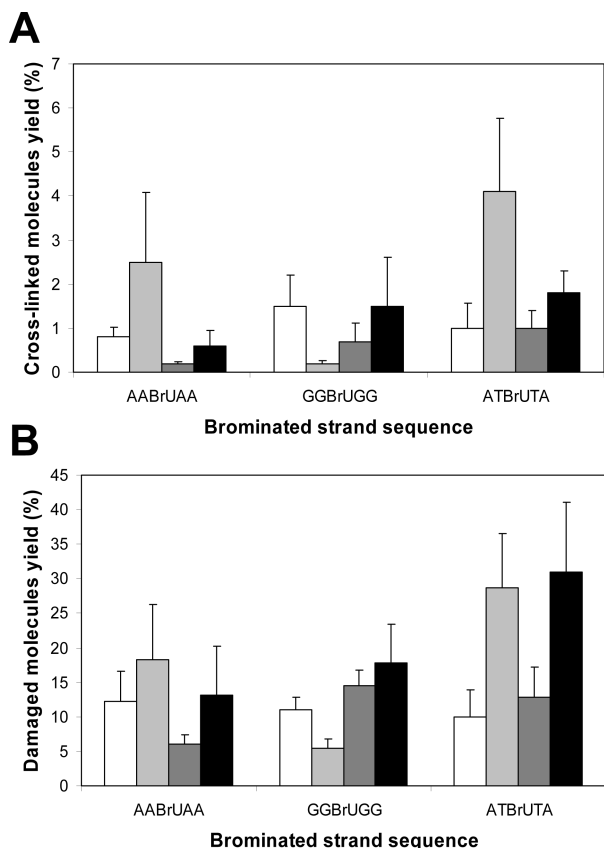 A
Cross-linked molecules yield (%)
7
6
5
4
3
2
1
0
AABrUAA GGBrUGG ATBrUTA
Brominated strand sequence
B
Damaged molecules yield (%)
45
40
35
30
25
20
15
10
5
0
AABrUAA GGBrUGG ATBrUTA
Brominated strand sequence